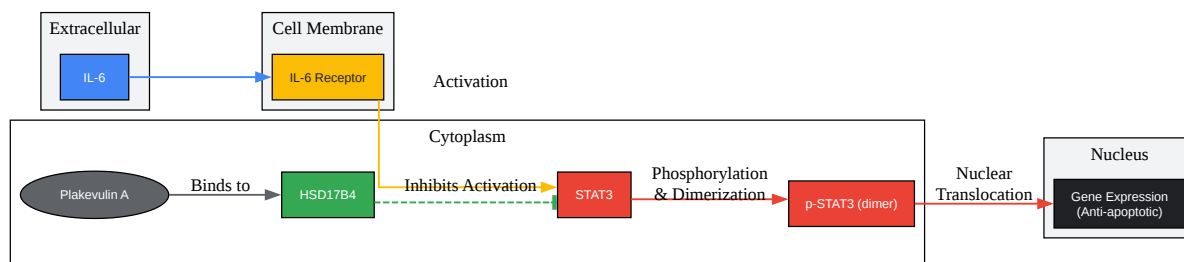 Extracellular
IL-6
Cell Membrane
IL-6 Receptor
Activation
Cytoplasm
Plakevulin A
Binds to
HSD17B4
Inhibits Activation
STAT3
Phosphorylation
& Dimerization
p-STAT3 (dimer)
Nuclear
Translocation
Nucleus
Gene Expression
(Anti-apoptotic)